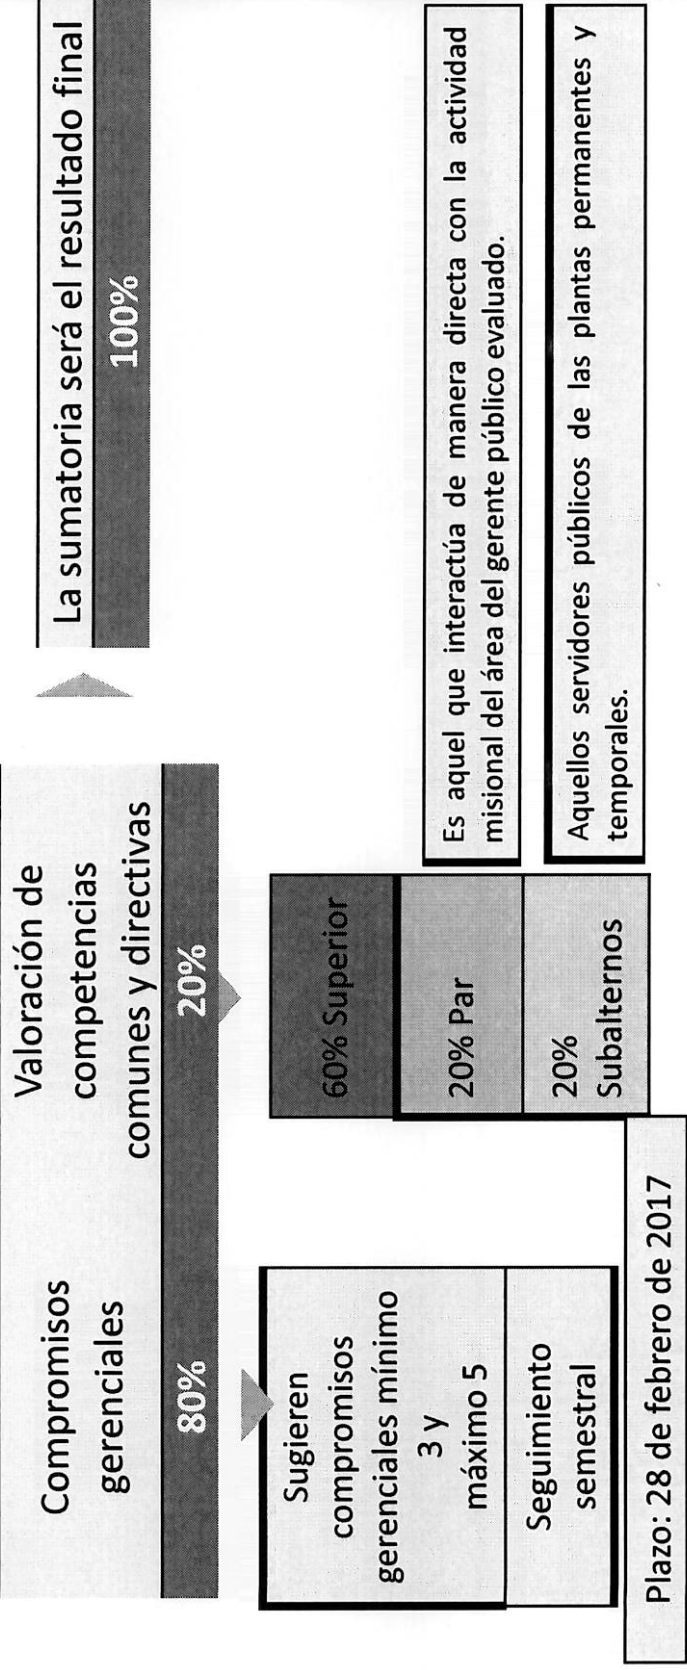 Compromisos
gerenciales
80%
Valoración de
competencias
comunes y directivas
20%
La sumatoria será el resultado final
100%
Sugieren
compromisos
gerenciales mínimo
3 y
máximo 5
Seguimiento
semestral
Plazo: 28 de febrero de 2017
60% Superior
20% Par
20%
Subalternos
Es aquel que interactúa de manera directa con la actividad
misional del área del gerente público evaluado.
Aquellos servidores públicos de las plantas permanentes y
temporales.